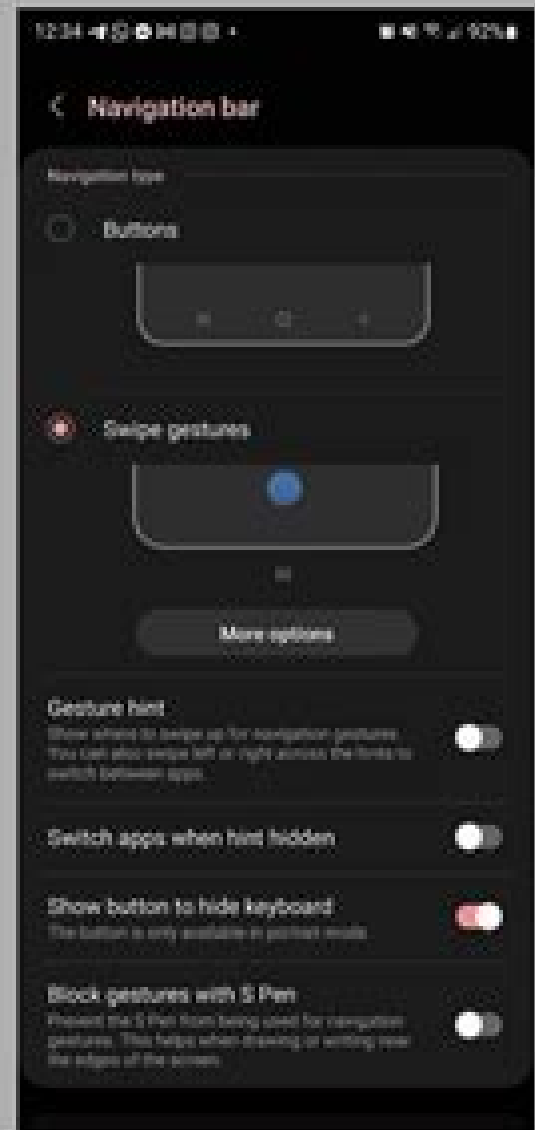 12:34
92%
Navigation bar
Navigation type
Buttons
Swipe gestures
More options
Gesture hint
Show where to swipe up for navigation gestures.
You can also swipe left or right across the hints to
switch between apps.
Switch apps when hint hidden
Show button to hide keyboard
The button is only available in portrait mode.
Block gestures with S Pen
Prevent the S Pen from being used for navigation
gestures. This helps when drawing or writing near
the edges of the screen.